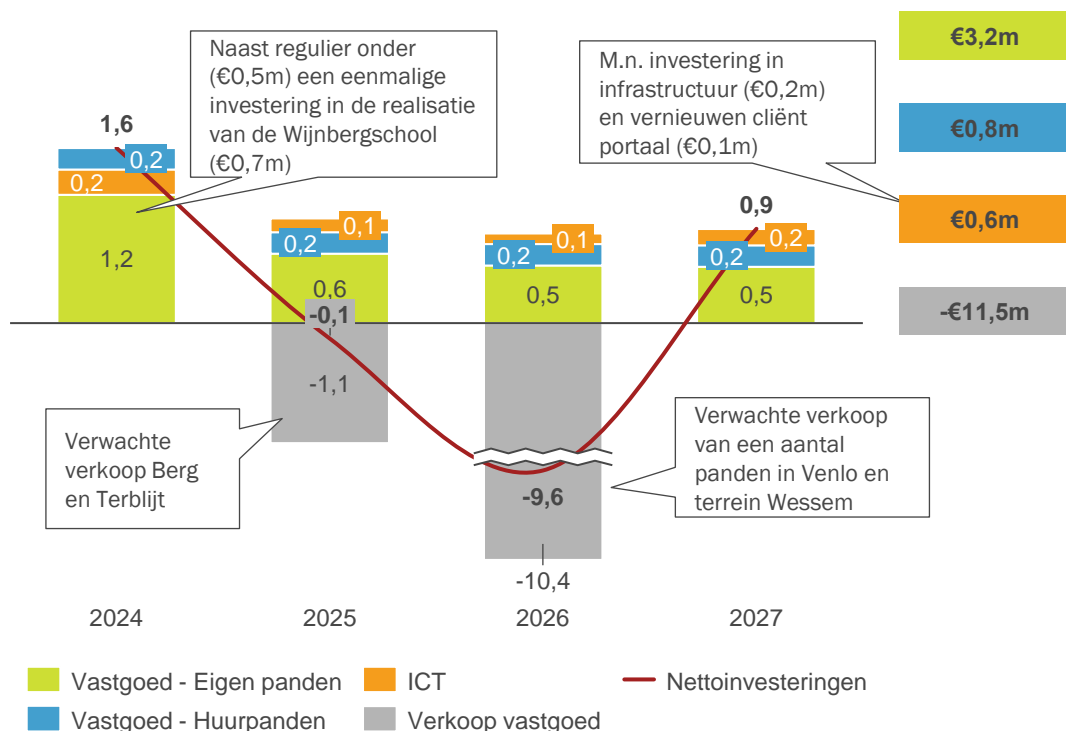 Naast regulier onder
(€0,5m) een eenmalige
investering in de realisatie
van de Wijnbergschool
(€0,7m)
M.n. investering in
infrastructuur (€0,2m)
en vernieuwen cliënt
portaal (€0,1m)
€3,2m
€0,8m
€0,6m
-€11,5m
1,6
0,2
0,2
1,2
0,1
0,2
0,6
-0,1
-1,1
0,1
0,2
0,5
-9,6
-10,4
0,9
0,2
0,2
0,5
Verwachte
verkoop Berg
en Terblijt
Verwachte verkoop
van een aantal
panden in Venlo en
terrein Wessem
2024 2025 2026 2027
Vastgoed - Eigen panden ICT Nettoinvesteringen
Vastgoed - Huurpanden Verkoop vastgoed